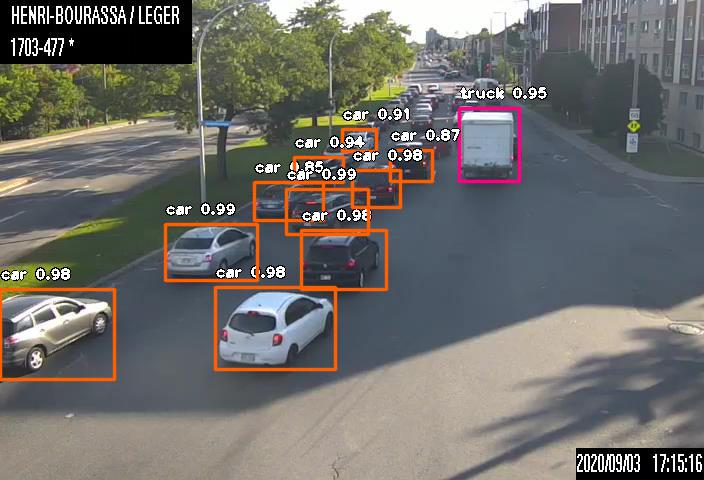 HENRI-BOURASSA / LEGER
1703-477 *
truck 0.95
car 0.91
car 0.87
car 0.94
car 0.98
car 0.85
car 0.99
car 0.99
car 0.98
car 0.98
car 0.98
2020/09/03 17:15:16